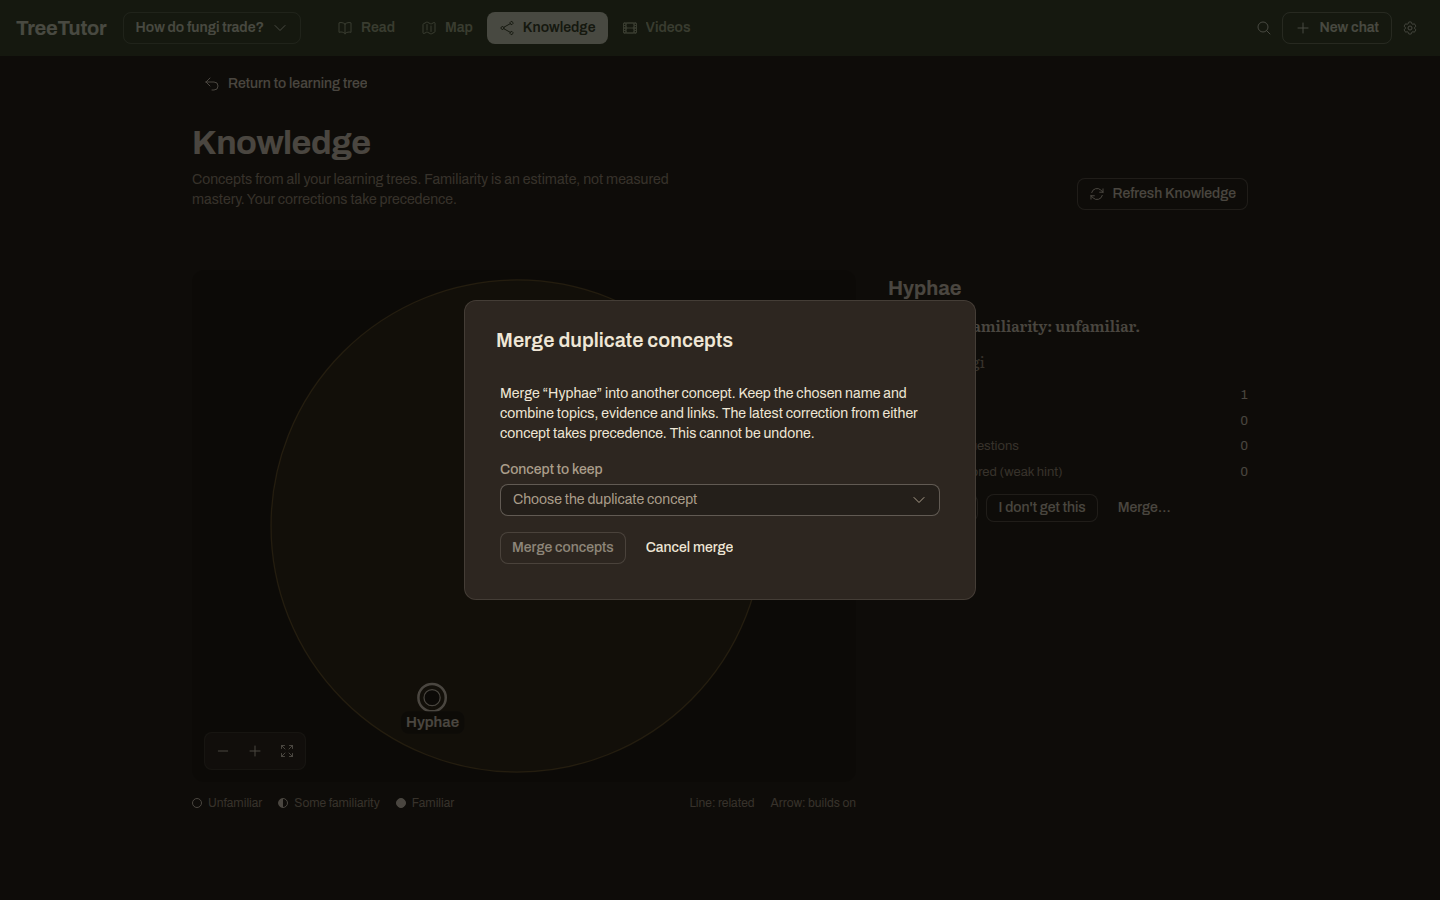 TreeTutor
How do fungi trade?
Read
Map
Knowledge
Videos
New chat
Return to learning tree
Knowledge
Concepts from all your learning trees. Familiarity is an estimate, not measured
mastery. Your corrections take precedence.
Refresh Knowledge
Hyphae
amiliarity: unfamiliar.
gi
1
0
estions 0
red (weak hint) 0
I don't get this
Merge...
Merge duplicate concepts
Merge “Hyphae” into another concept. Keep the chosen name and
combine topics, evidence and links. The latest correction from either
concept takes precedence. This cannot be undone.
Concept to keep
Choose the duplicate concept
Merge concepts
Cancel merge
Hyphae
Unfamiliar
Some familiarity
Familiar
Line: related
Arrow: builds on